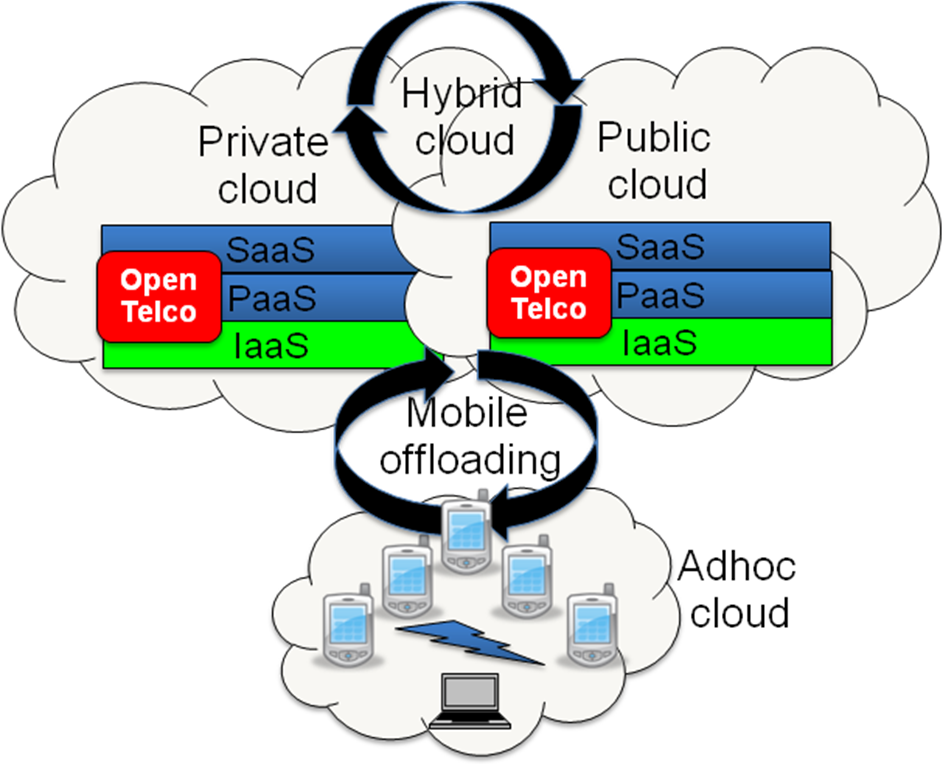 Hybrid
cloud
Private
cloud
Public
cloud
SaaS
Open
Telco
PaaS
IaaS
SaaS
Open
Telco
PaaS
IaaS
Mobile
offloading
Adhoc
cloud